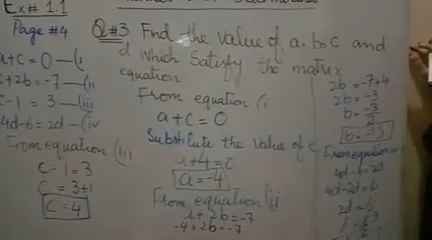 Ex# 1.1
Page #4
a+c=0 —(i
a+2b=-7 —(ii
c-1 = 3 —(iii
4d-6=2d —(iv
From equation (iii
c-1=3
c=3+1
c=4
Q#3 Find the value of a, b, c and
d which satisfy the matrix
equation
From equation (i
a+c=0
Substitute the value of c
a+4=0
a=-4
From equation (ii
a+2b=-7
-4+2b=-7
2b=-7+4
2b=-3
b=-3/2
b=-1.5
From equation
4d-6=2d
4d-2d=6
2d=6